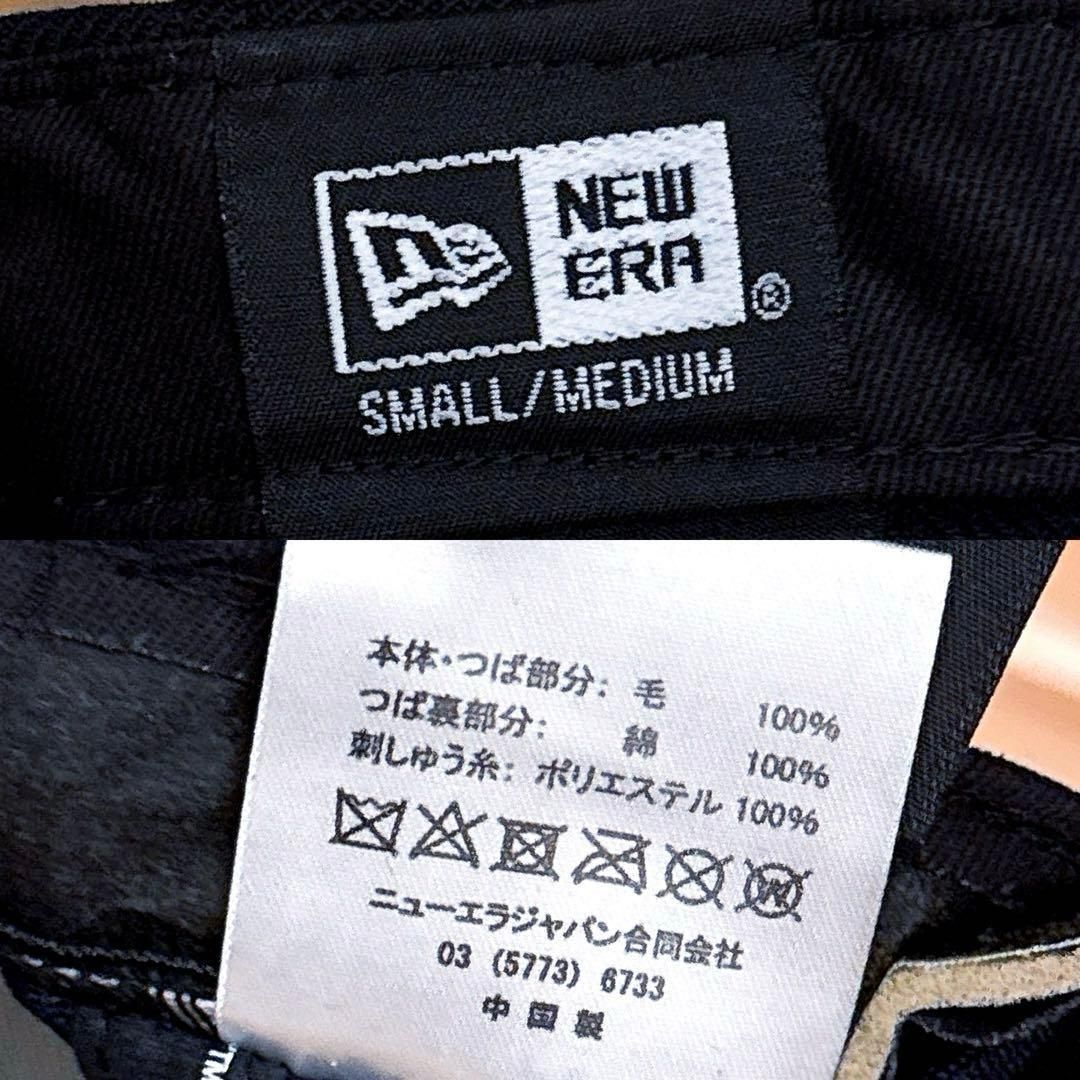 NEW
ERA
®
SMALL/MEDIUM
本体・つば部分: 毛 100%
つば裏部分: 綿 100%
刺しゅう糸: ポリエステル 100%
W
ニューエラジャパン合同会社
03 (5773) 6733
中国製
TM